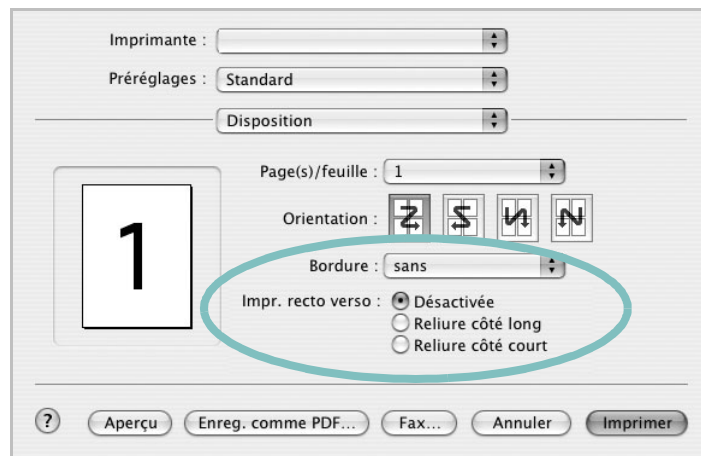 Imprimante :
Préréglages : Standard
Disposition
Page(s)/feuille : 1
Orientation :
1
Bordure : sans
Impr. recto verso : Désactivée
Reliure côté long
Reliure côté court
? Aperçu Enreg. comme PDF... Fax... Annuler Imprimer